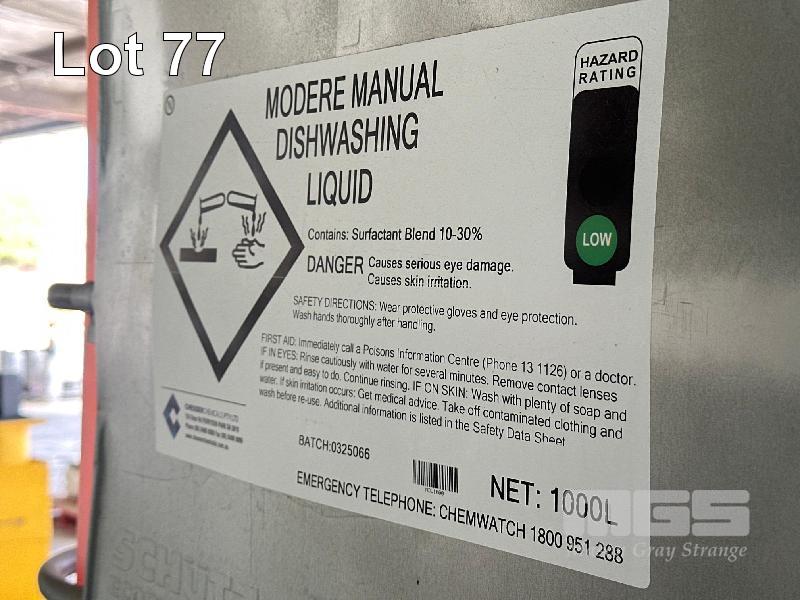 Lot 77
MODERE MANUAL
DISHWASHING
LIQUID
HAZARD
RATING
LOW
Contains: Surfactant Blend 10-30%
DANGER Causes serious eye damage.
Causes skin irritation.
SAFETY DIRECTIONS: Wear protective gloves and eye protection.
Wash hands thoroughly after handling.
FIRST AID: Immediately call a Poisons Information Centre (Phone 13 1126) or a doctor.
IF IN EYES: Rinse cautiously with water for several minutes. Remove contact lenses
if present and easy to do. Continue rinsing. IF ON SKIN: Wash with plenty of soap and
water. If skin irritation occurs: Get medical advice. Take off contaminated clothing and
wash before re-use. Additional information is listed in the Safety Data Sheet
BATCH:0325066
NET: 1000L
EMERGENCY TELEPHONE: CHEMWATCH 1800 951 288
MGS
Gray Strange